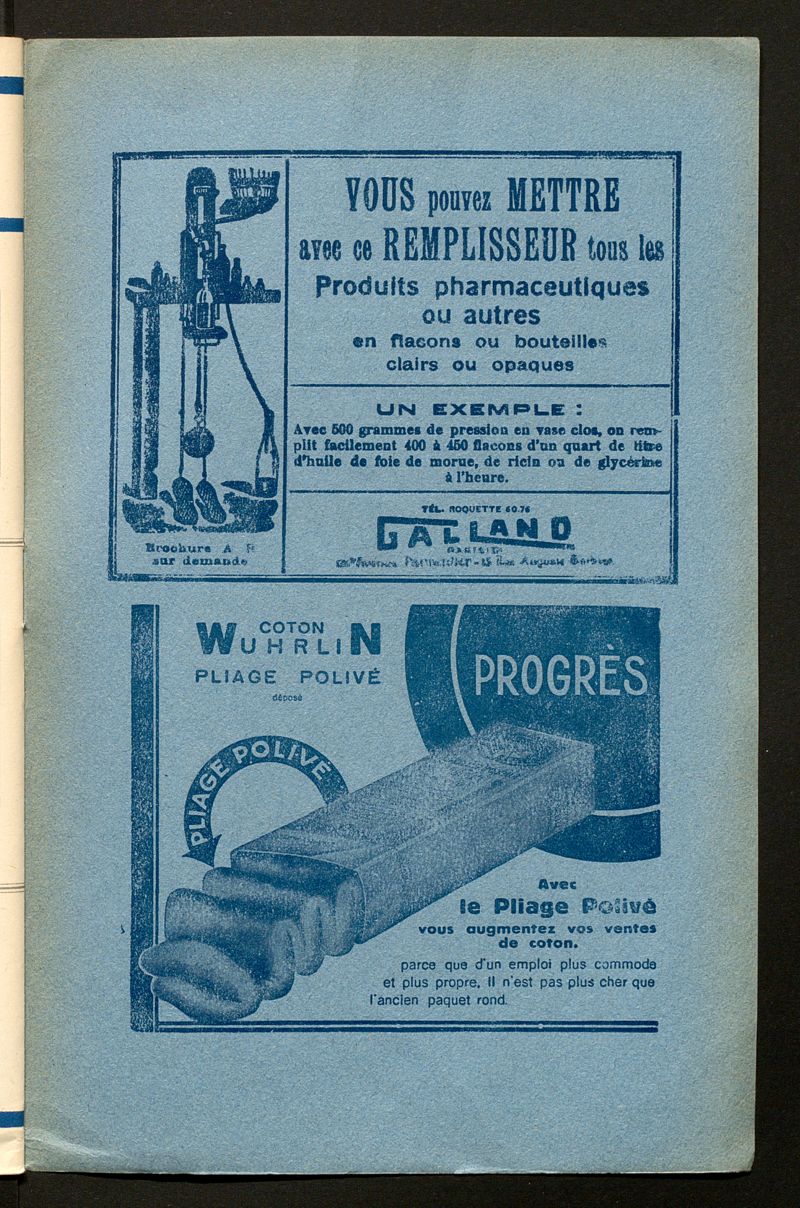 VOUS pouvez METTRE
avec ce REMPLISSEUR tous les
Produits pharmaceutiques
ou autres
en flacons ou bouteilles
clairs ou opaques
UN EXEMPLE :
Avec 500 grammes de pression en vase clos, on rem-
plit facilement 400 à 450 flacons d'un quart de litre
d'huile de foie de morue, de ricin ou de glycérine
à l'heure.
Brochure A
sur demande
TÉL. ROQUETTE 60.76
GALLAND
Parmentier - 15 Rue Auguste Barbier
COTON
WUHRLIN
PLIAGE POLIVÉ
déposé
PROGRÈS
PLIAGE POLIVÉ
Avec
le Pliage Polivé
vous augmentez vos ventes
de coton.
parce que d'un emploi plus commode
et plus propre. Il n'est pas plus cher que
l'ancien paquet rond.